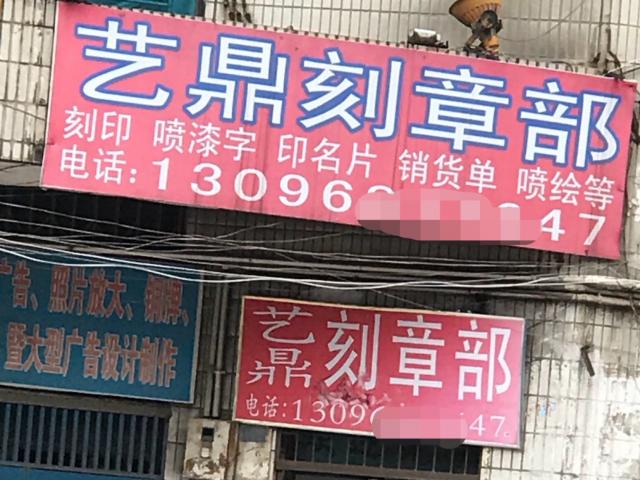 艺鼎刻章部
刻印 喷漆字 印名片 销货单 喷绘等
电话:13096 47
广告、照片放大、铜牌、
暨大型广告设计制作
艺鼎刻章部
电话:1309 47